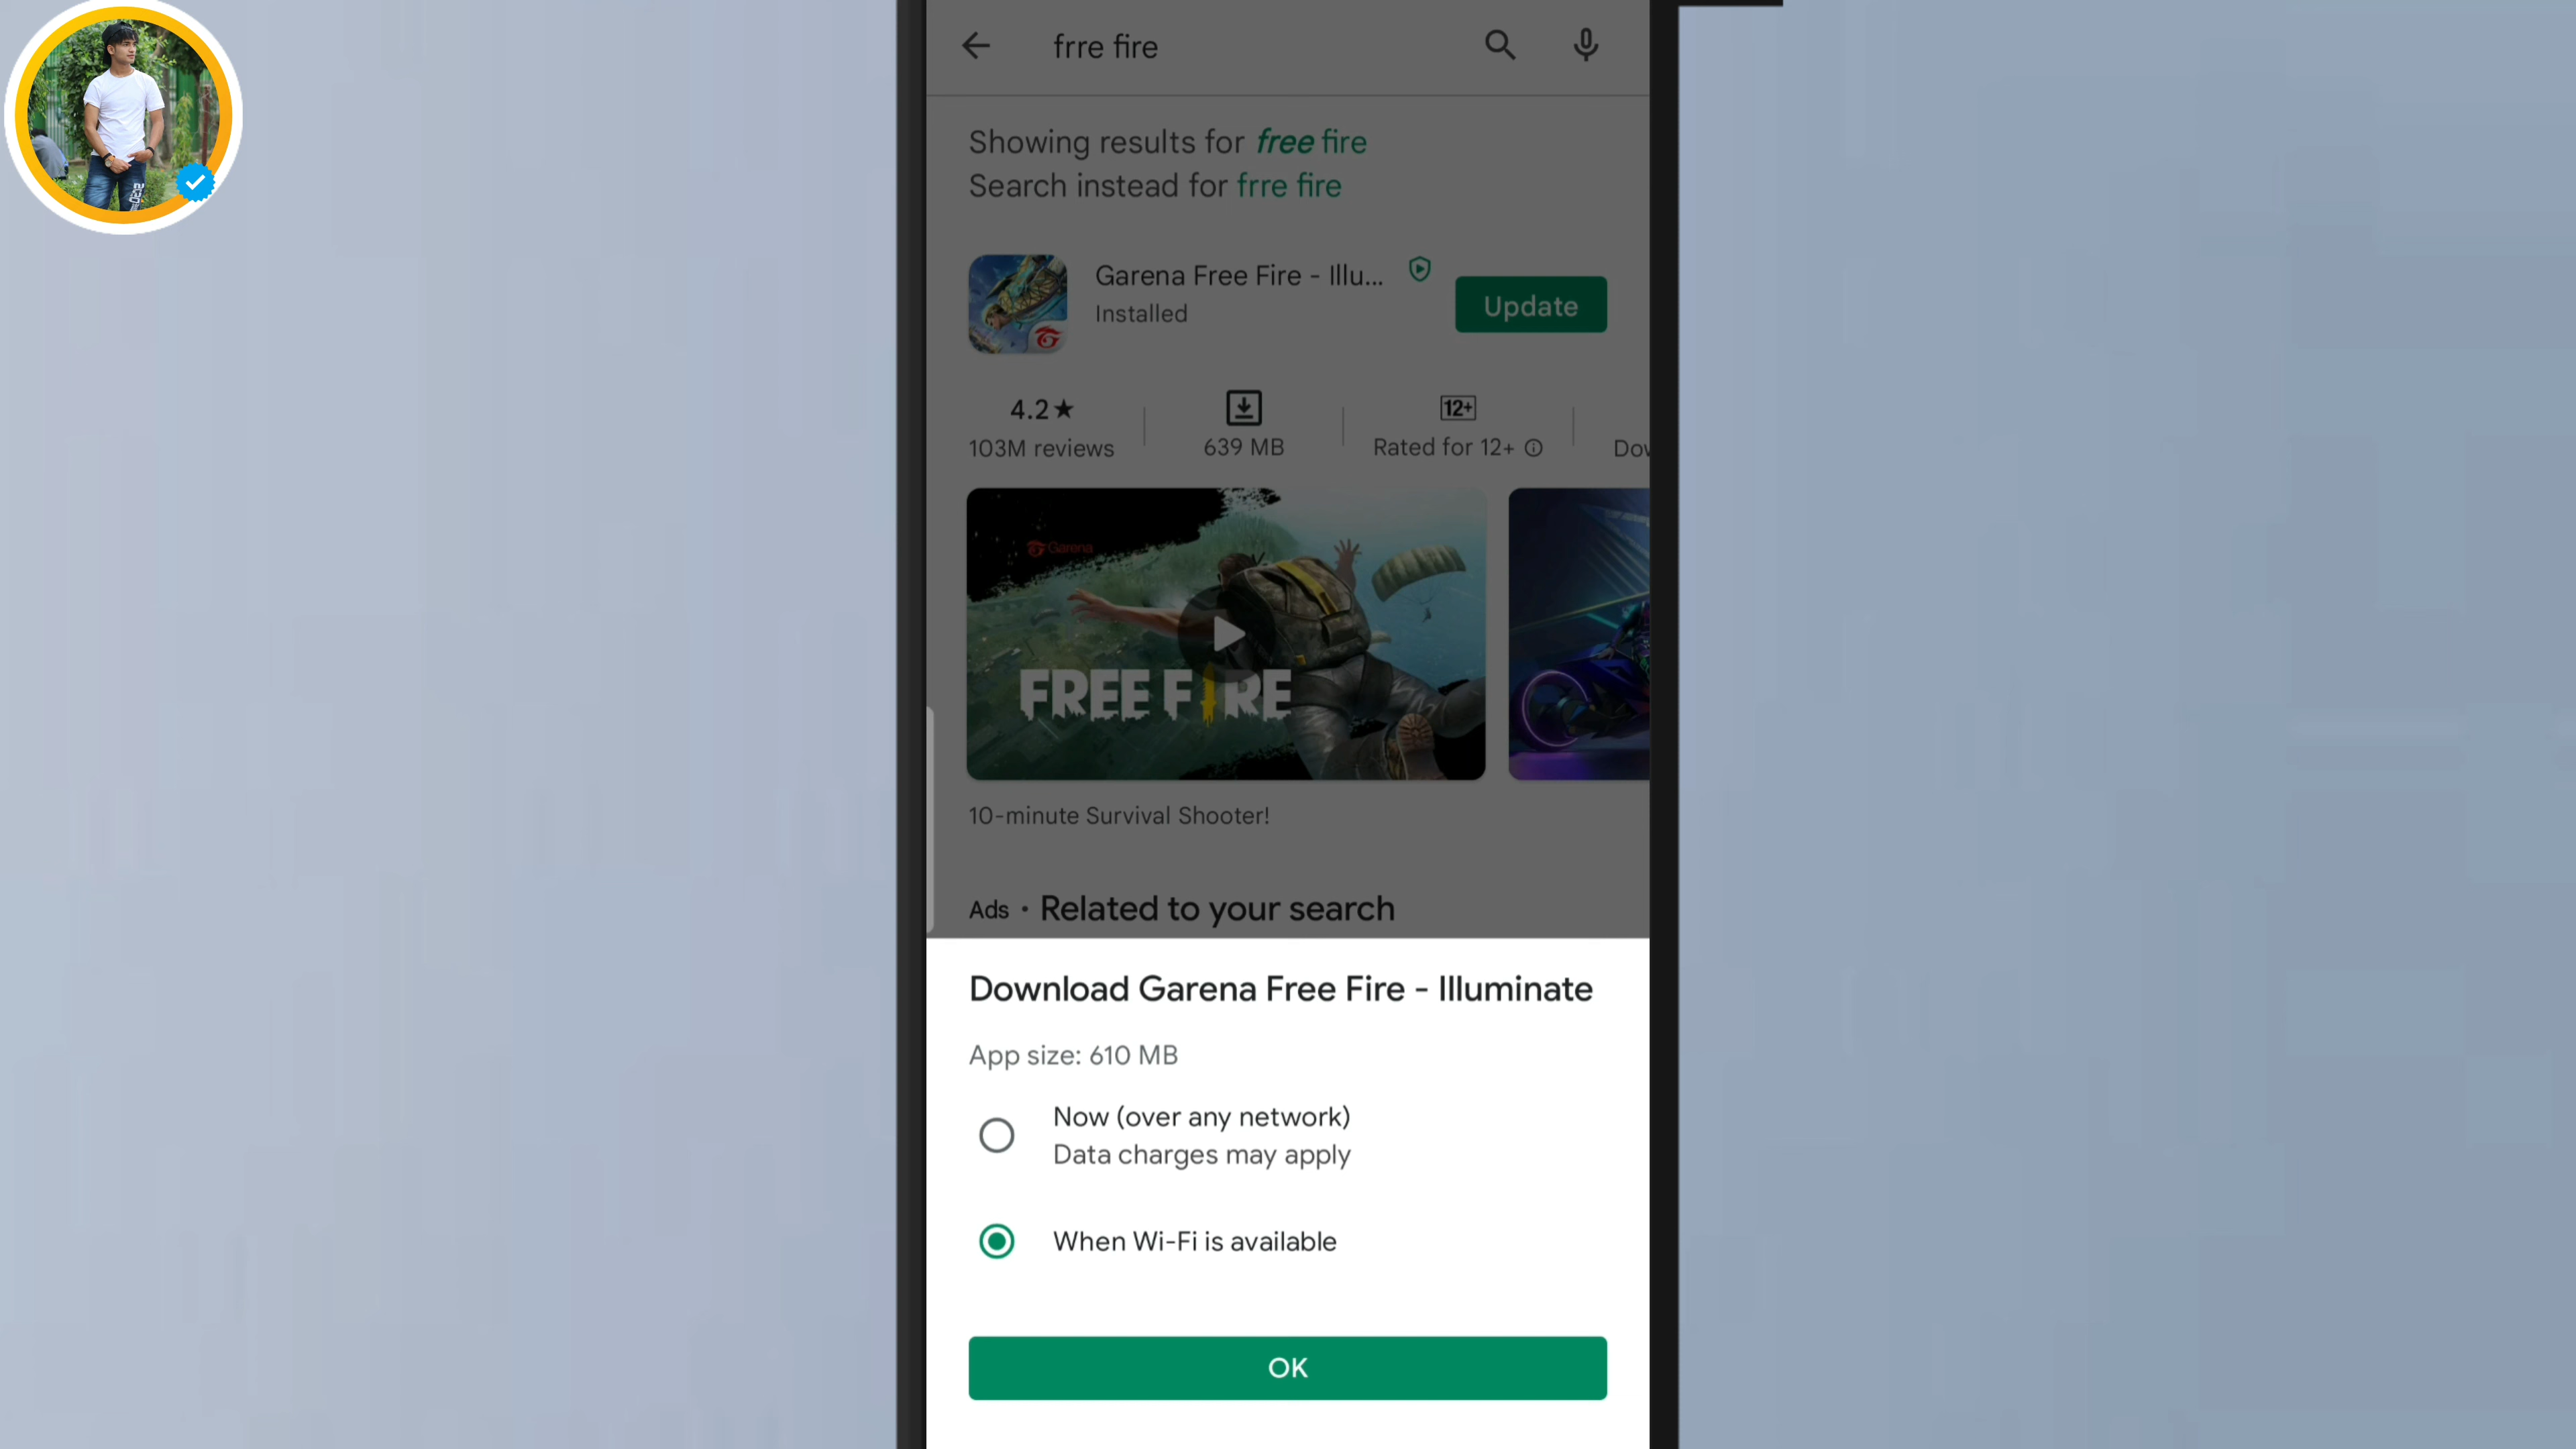 frre fire
Showing results for free fire
Search instead for frre fire
Garena Free Fire - Illu...
Installed
Update
4.2★
103M reviews
639 MB
12+
Rated for 12+
Dow
Garena
FREE FIRE
10-minute Survival Shooter!
Ads • Related to your search
Download Garena Free Fire - Illuminate
App size: 610 MB
Now (over any network)
Data charges may apply
When Wi-Fi is available
OK